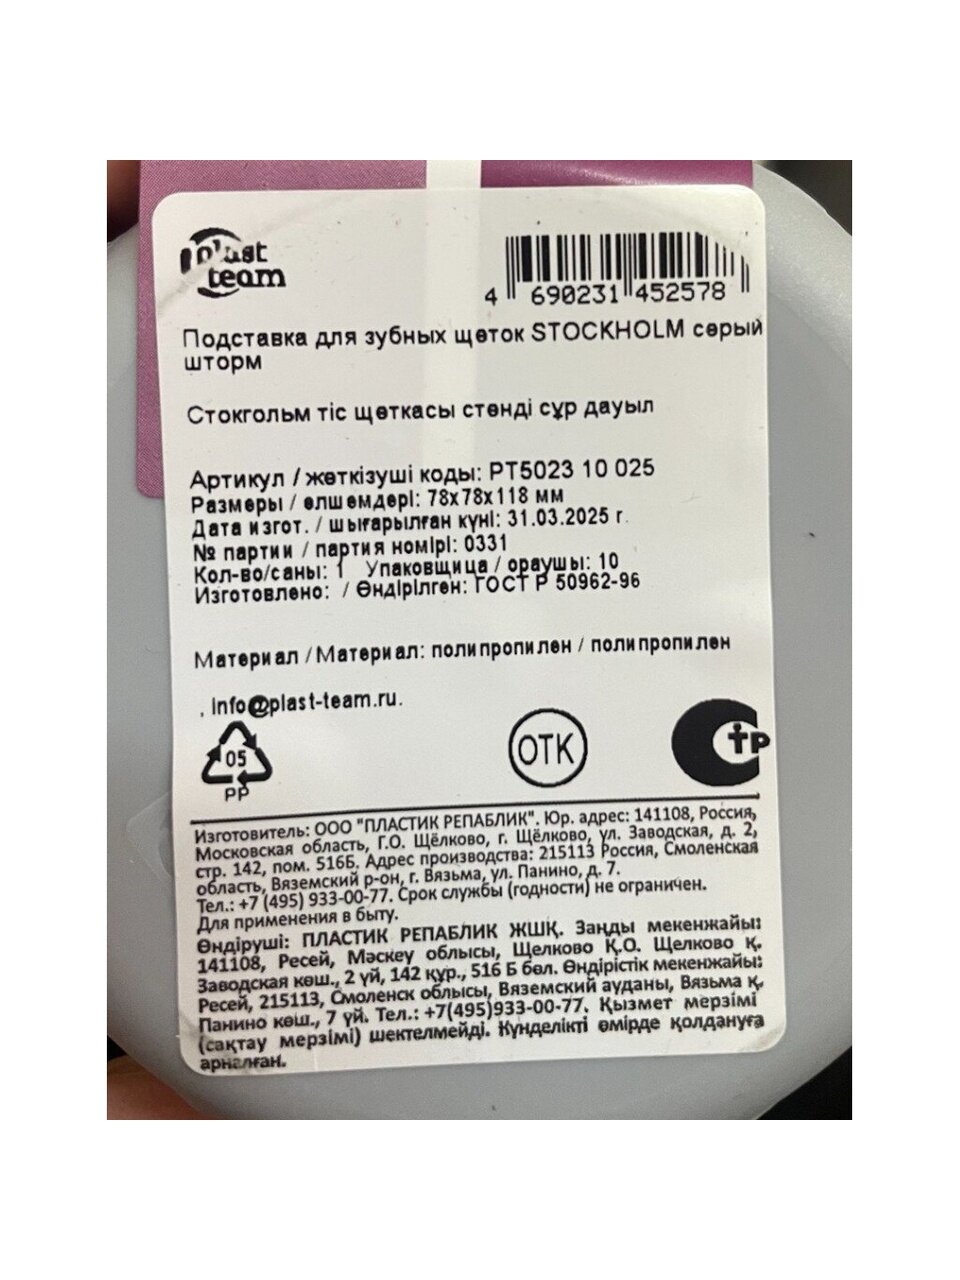 plast
team
4 690231 452578
Подставка для зубных щеток STOCKHOLM серый
шторм
Стокгольм тіс щеткасы стенді сұр дауыл
Артикул / жеткізуші коды: PT5023 10 025
Размеры / өлшемдері: 78x78x118 мм
Дата изгот. / шығарылған күні: 31.03.2025 г.
№ партии / партия номірі: 0331
Кол-во/саны: 1 Упаковщица / ораушы: 10
Изготовлено: / Өндірілген: ГОСТ Р 50962-96
Материал / Материал: полипропилен / полипропилен
. info@plast-team.ru.
05
PP
ОТК
СТР
Изготовитель: ООО "ПЛАСТИК РЕПАБЛИК". Юр. адрес: 141108, Россия,
Московская область, Г.О. Щёлково, г. Щёлково, ул. Заводская, д. 2,
стр. 142, пом. 516Б. Адрес производства: 215113 Россия, Смоленская
область, Вяземский р-он, г. Вязьма, ул. Панино, д. 7.
Тел.: +7 (495) 933-00-77. Срок службы (годности) не ограничен.
Для применения в быту.
Өндіруші: ПЛАСТИК РЕПАБЛИК ЖШҚ. Заңды мекенжайы:
141108, Ресей, Мәскеу облысы, Щелково Қ.О. Щелково қ.
Заводская көш., 2 үй, 142 құр., 516 Б бөл. Өндірістік мекенжайы:
Ресей, 215113, Смоленск облысы, Вяземский ауданы, Вязьма қ.
Панино көш., 7 үй. Тел.: +7(495)933-00-77. Қызмет мерзімі
(сақтау мерзімі) шектелмейді. Күнделікті өмірде қолдануға
арналған.